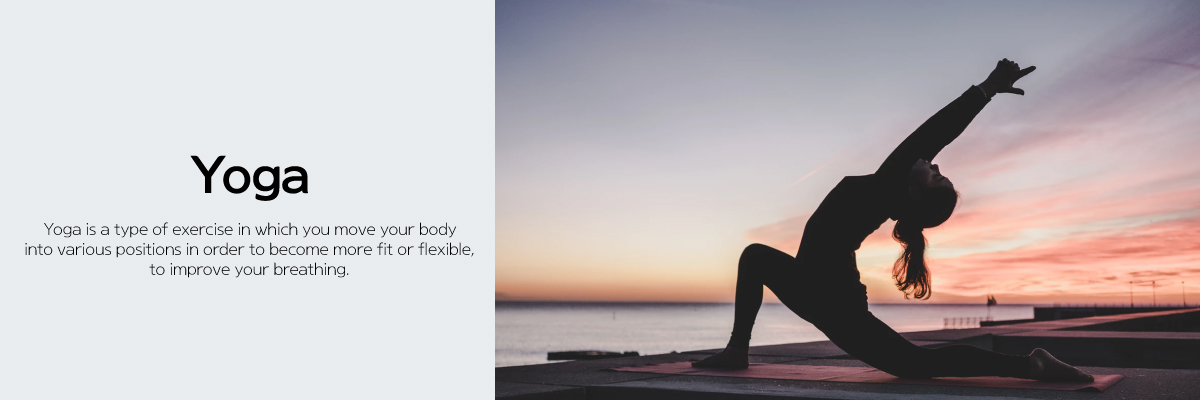 Yoga
Yoga is a type of exercise in which you move your body
into various positions in order to become more fit or flexible,
to improve your breathing.